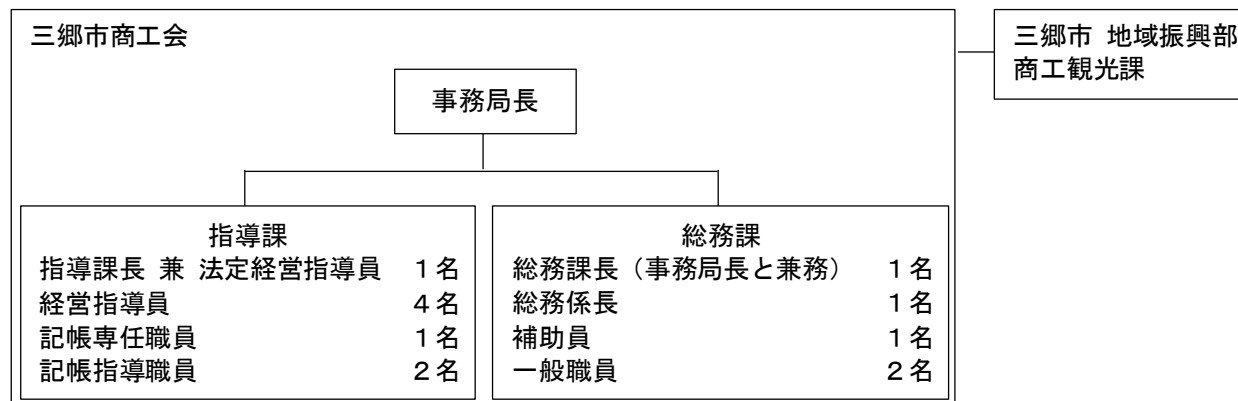 三郷市商工会
三郷市 地域振興部
商工観光課
事務局長
指導課
指導課長 兼 法定経営指導員 1名
経営指導員 4名
記帳専任職員 1名
記帳指導職員 2名
総務課
総務課長（事務局長と兼務） 1名
総務係長 1名
補助員 1名
一般職員 2名